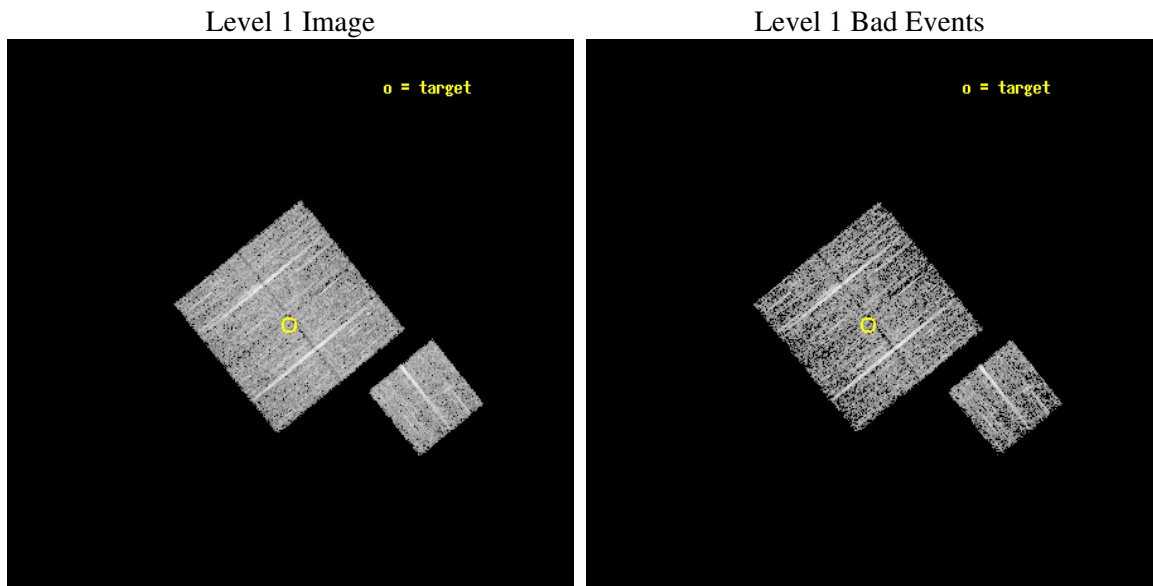 Level 1 Image
Level 1 Bad Events
o = target
o = target